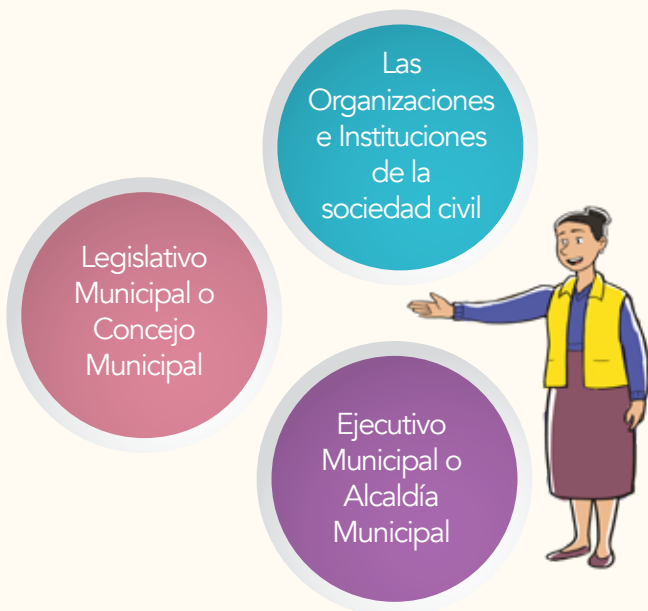 Las
Organizaciones
e Instituciones
de la
sociedad civil
Legislativo
Municipal o
Concejo
Municipal
Ejecutivo
Municipal o
Alcaldía
Municipal